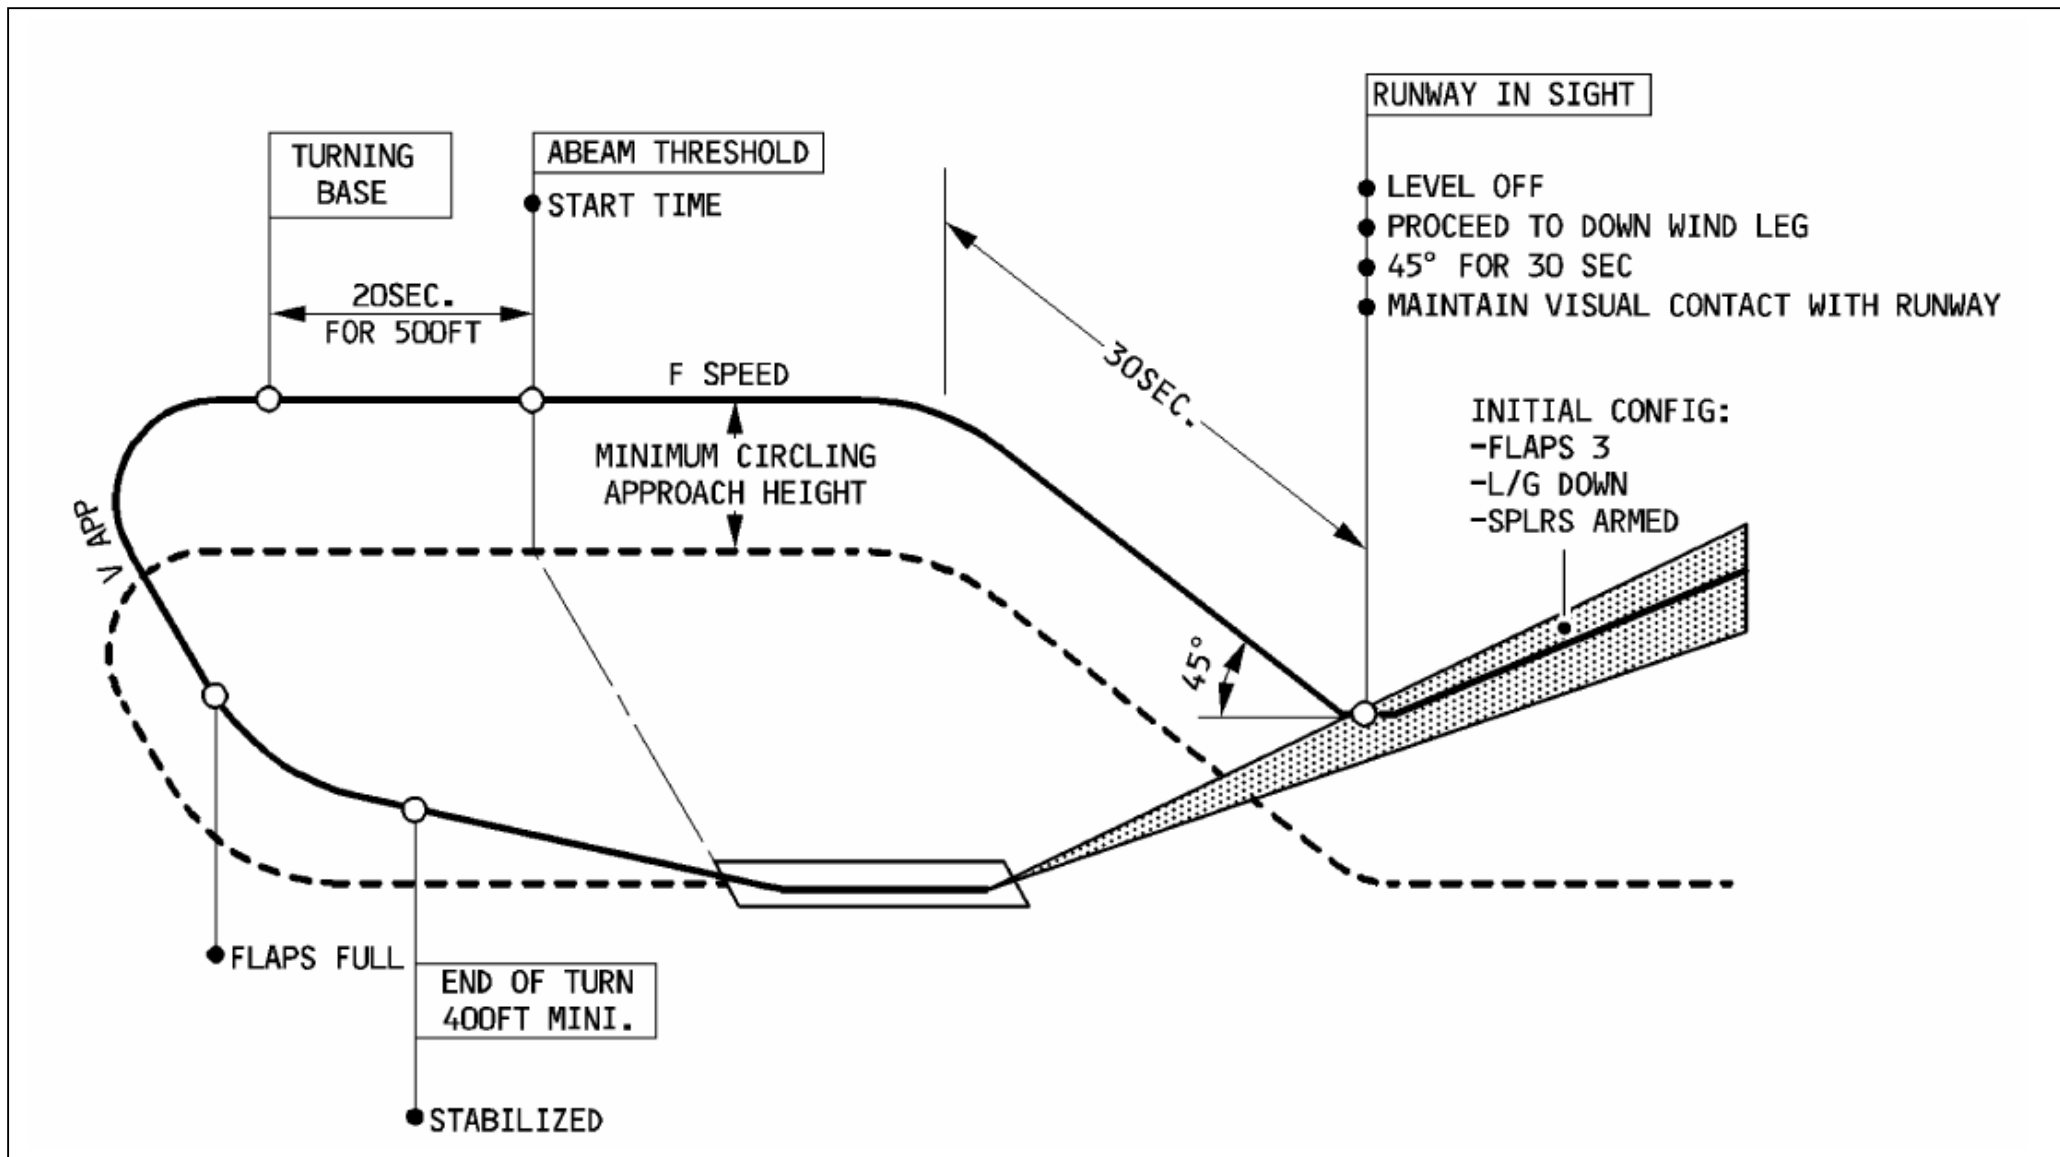 RUNWAY IN SIGHT
TURNING
BASE
ABEAM THRESHOLD
START TIME
LEVEL OFF
PROCEED TO DOWN WIND LEG
45° FOR 30 SEC
MAINTAIN VISUAL CONTACT WITH RUNWAY
20SEC.
FOR 500FT
30SEC.
F SPEED
MINIMUM CIRCLING
APPROACH HEIGHT
INITIAL CONFIG:
-FLAPS 3
-L/G DOWN
-SPLRS ARMED
V APP
45°
FLAPS FULL
END OF TURN
400FT MINI.
STABILIZED